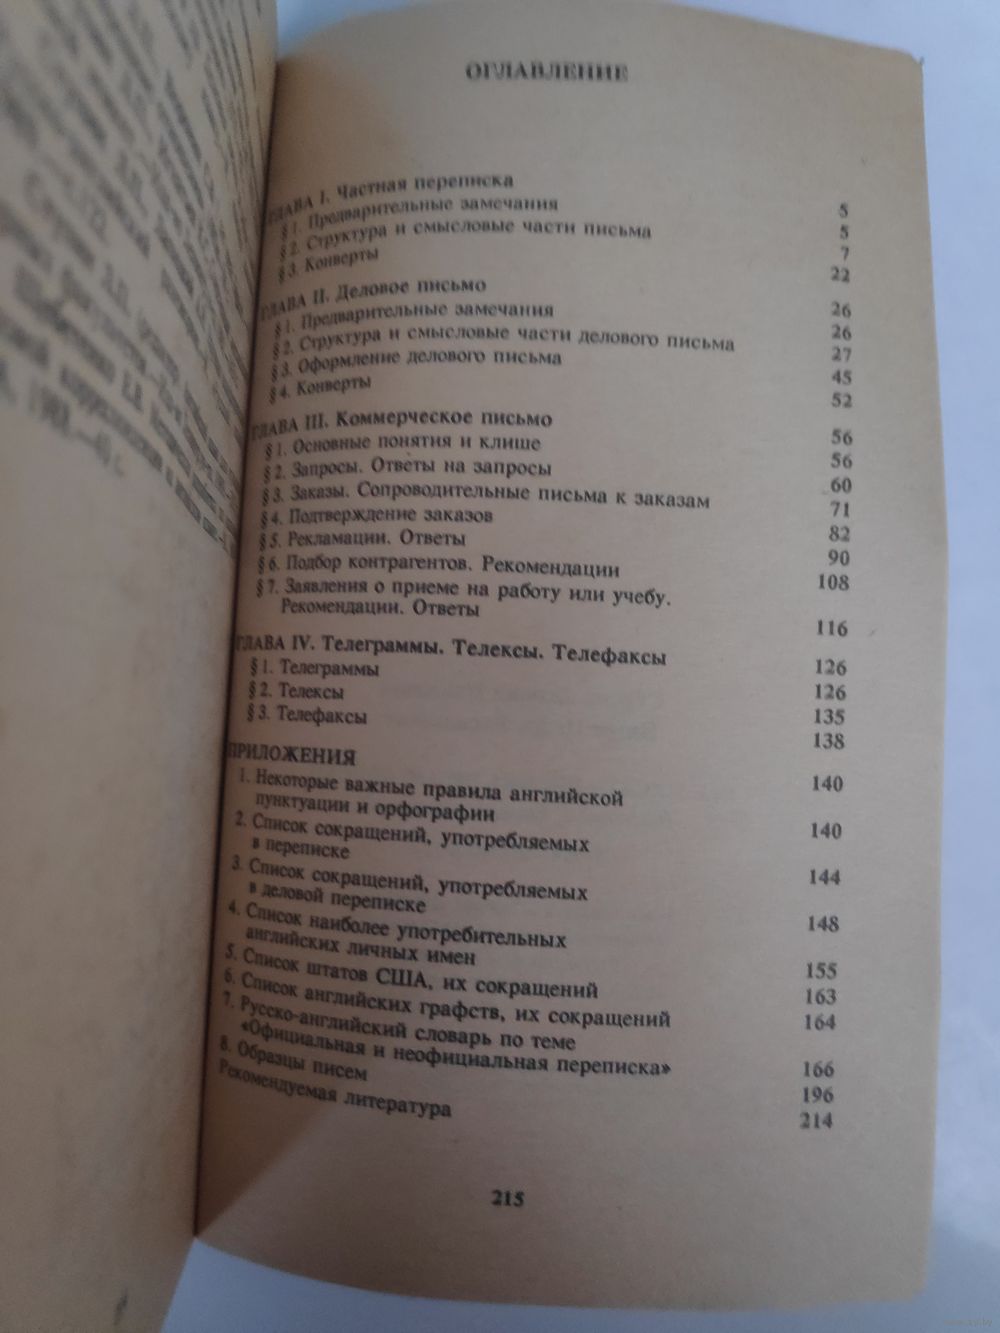 ОГЛАВЛЕНИЕ
ГЛАВА I. Частная переписка 5
§ 1. Предварительные замечания 5
§ 2. Структура и смысловые части письма 7
§ 3. Конверты 22
ГЛАВА II. Деловое письмо 26
§ 1. Предварительные замечания 26
§ 2. Структура и смысловые части делового письма 27
§ 3. Оформление делового письма 45
§ 4. Конверты 52
ГЛАВА III. Коммерческое письмо 56
§ 1. Основные понятия и клише 56
§ 2. Запросы. Ответы на запросы 60
§ 3. Заказы. Сопроводительные письма к заказам 71
§ 4. Подтверждение заказов 82
§ 5. Рекламации. Ответы 90
§ 6. Подбор контрагентов. Рекомендации 108
§ 7. Заявления о приеме на работу или учебу.
Рекомендации. Ответы 116
ГЛАВА IV. Телеграммы. Телексы. Телефаксы 126
§ 1. Телеграммы 126
§ 2. Телексы 135
§ 3. Телефаксы 138
ПРИЛОЖЕНИЯ 140
1. Некоторые важные правила английской
пунктуации и орфографии 140
2. Список сокращений, употребляемых
в переписке 144
3. Список сокращений, употребляемых
в деловой переписке 148
4. Список наиболее употребительных
английских личных имен 155
5. Список штатов США, их сокращений 163
6. Список английских графств, их сокращений 164
7. Русско-английский словарь по теме
«Официальная и неофициальная переписка» 166
8. Образцы писем 196
Рекомендуемая литература 214
215